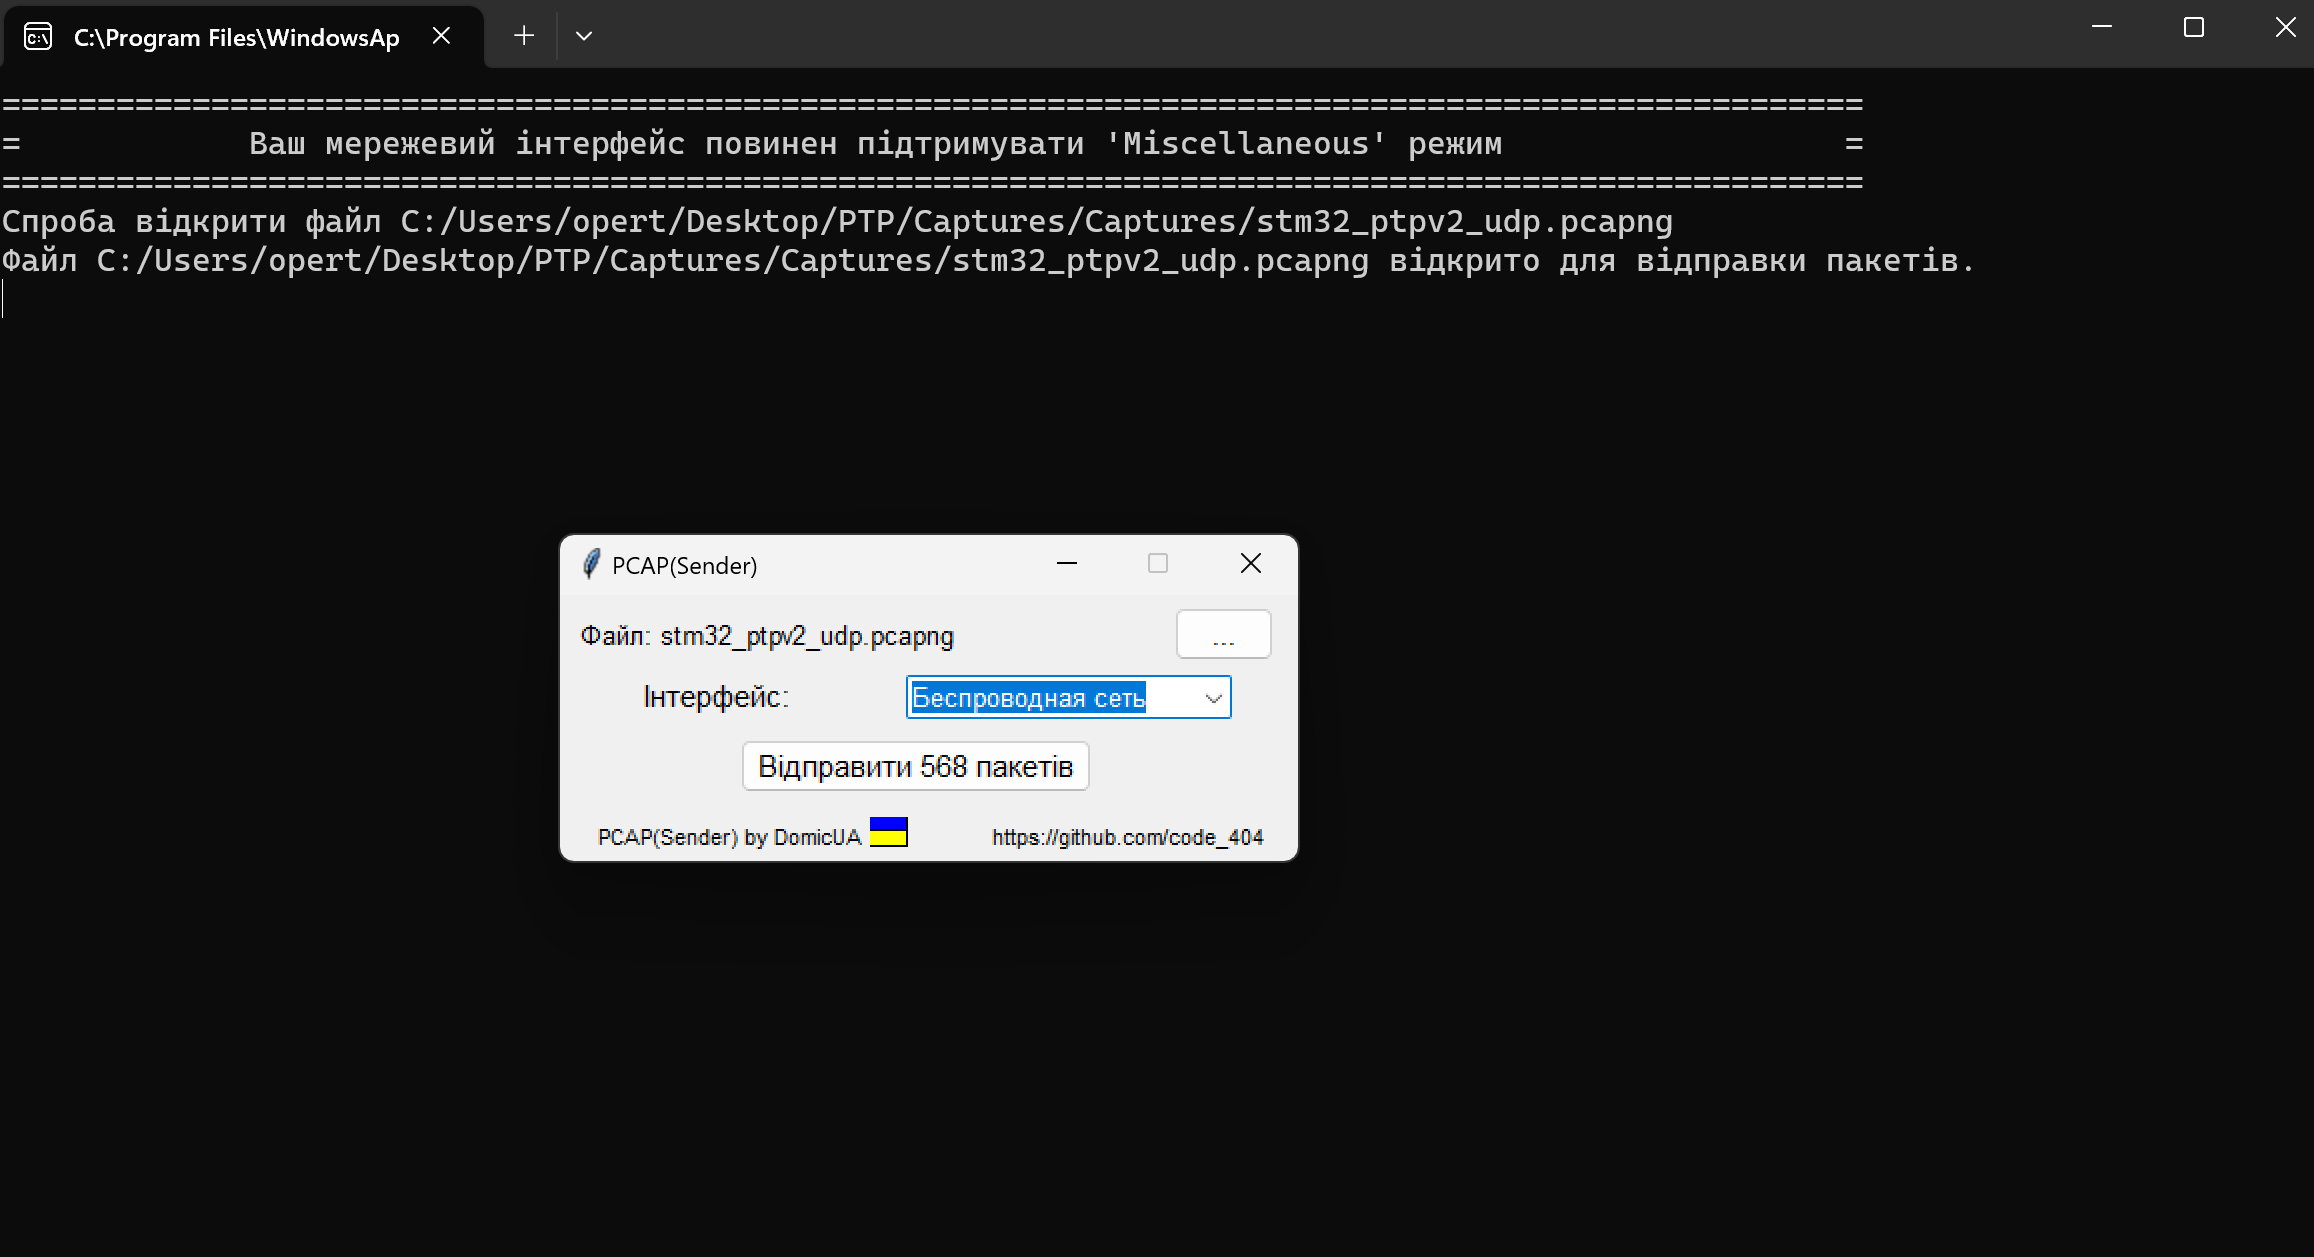 C:\Program Files\WindowsAp
==================================================================================================
=            Ваш мережевий інтерфейс повинен підтримувати 'Miscellaneous' режим                  =
==================================================================================================
Спроба відкрити файл C:/Users/opert/Desktop/PTP/Captures/Captures/stm32_ptpv2_udp.pcapng
Файл C:/Users/opert/Desktop/PTP/Captures/Captures/stm32_ptpv2_udp.pcapng відкрито для відправки пакетів.
PCAP(Sender)
Файл: stm32_ptpv2_udp.pcapng ...
Інтерфейс: Беспроводная сеть
Відправити 568 пакетів
PCAP(Sender) by DomicUA https://github.com/code_404